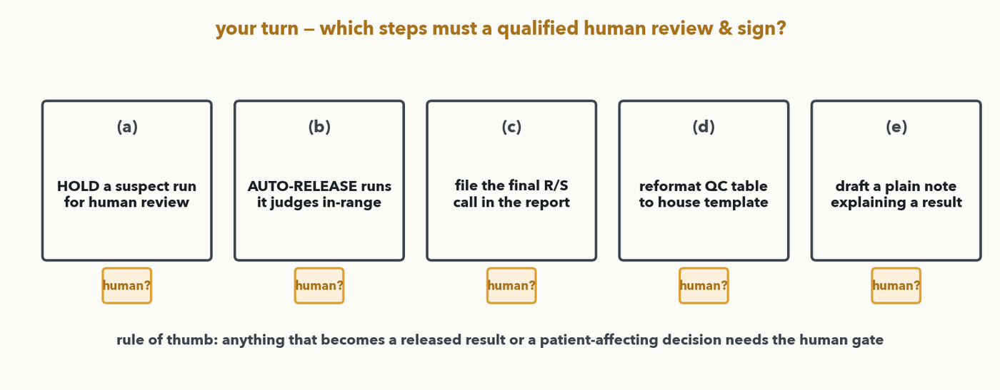 your turn – which steps must a qualified human review & sign?
(a)
HOLD a suspect run
for human review
human?
(b)
AUTO-RELEASE runs
it judges in-range
human?
(c)
file the final R/S
call in the report
human?
(d)
reformat QC table
to house template
human?
(e)
draft a plain note
explaining a result
human?
rule of thumb: anything that becomes a released result or a patient-affecting decision needs the human gate